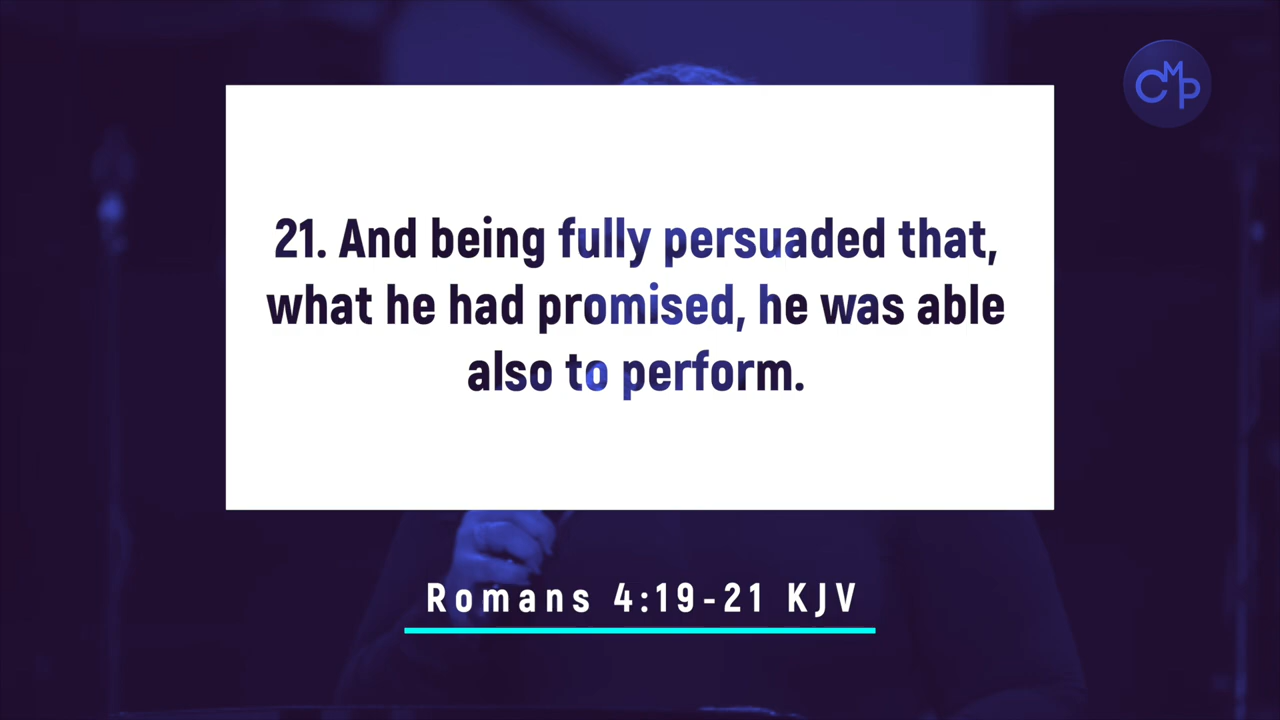 CMP
21. And being fully persuaded that,
what he had promised, he was able
also to perform.
Romans 4:19-21 KJV